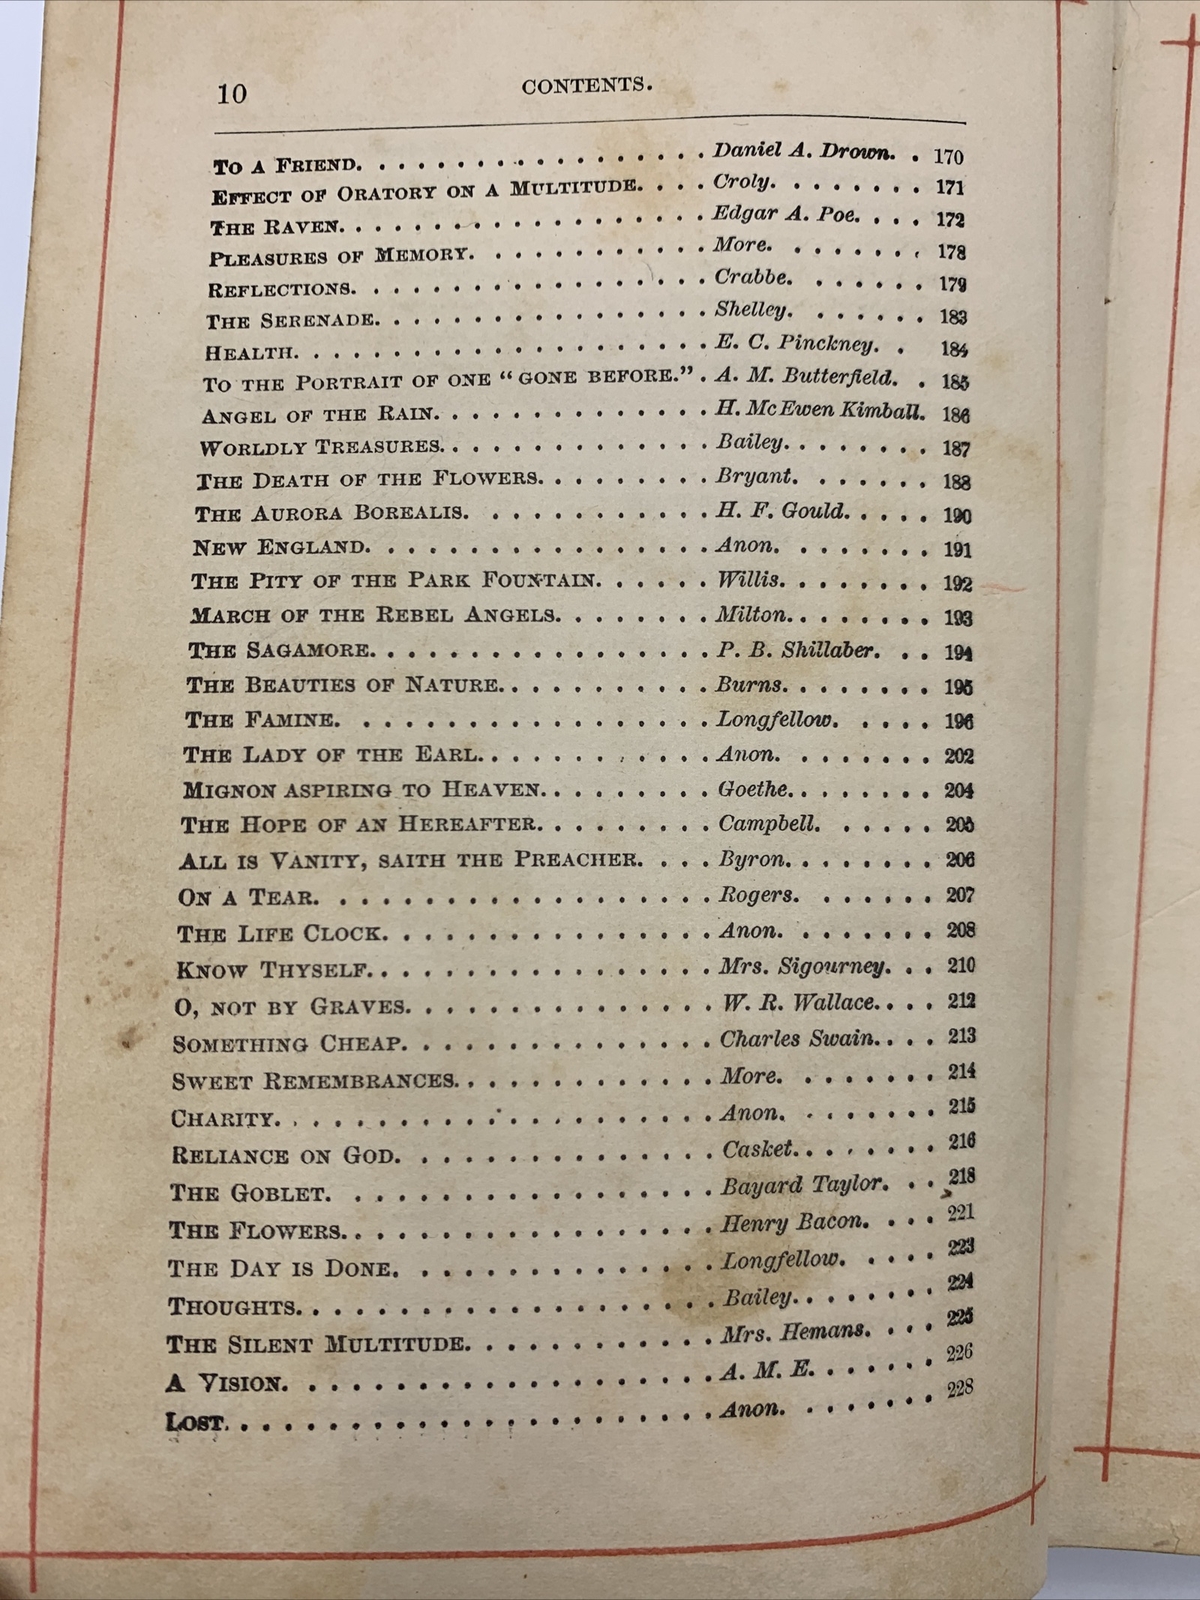 10 CONTENTS.
TO A FRIEND. . . . . . . . . . . . . . . . . . . Daniel A. Drown. . 170
EFFECT OF ORATORY ON A MULTITUDE. . . . Croly. . . . . . . . 171
THE RAVEN. . . . . . . . . . . . . . . . . . . . Edgar A. Poe. . . . 172
PLEASURES OF MEMORY. . . . . . . . . . . . More. . . . . . . . 178
REFLECTIONS. . . . . . . . . . . . . . . . . . . Crabbe. . . . . . . 179
THE SERENADE. . . . . . . . . . . . . . . . . . Shelley. . . . . . . 183
HEALTH. . . . . . . . . . . . . . . . . . . . . E. C. Pinckney. . 184
TO THE PORTRAIT OF ONE "GONE BEFORE." . A. M. Butterfield. . 185
ANGEL OF THE RAIN. . . . . . . . . . . . . . H. McEwen Kimball. 186
WORLDLY TREASURES. . . . . . . . . . . . . . Bailey. . . . . . . . 187
THE DEATH OF THE FLOWERS. . . . . . . . . Bryant. . . . . . . 188
THE AURORA BOREALIS. . . . . . . . . . . . H. F. Gould. . . . . 190
NEW ENGLAND. . . . . . . . . . . . . . . . . . Anon. . . . . . . . 191
THE PITY OF THE PARK FOUNTAIN. . . . . . Willis. . . . . . . . 192
MARCH OF THE REBEL ANGELS. . . . . . . . Milton. . . . . . . . 193
THE SAGAMORE. . . . . . . . . . . . . . . . . P. B. Shillaber. . . 194
THE BEAUTIES OF NATURE. . . . . . . . . . . Burns. . . . . . . . 195
THE FAMINE. . . . . . . . . . . . . . . . . . . Longfellow. . . . . 196
THE LADY OF THE EARL. . . . . . . . . . . . Anon. . . . . . . . 202
MIGNON ASPIRING TO HEAVEN. . . . . . . . . Goethe. . . . . . . . 204
THE HOPE OF AN HEREAFTER. . . . . . . . . Campbell. . . . . . 205
ALL IS VANITY, SAITH THE PREACHER. . . . Byron. . . . . . . . 206
ON A TEAR. . . . . . . . . . . . . . . . . . . Rogers. . . . . . . 207
THE LIFE CLOCK. . . . . . . . . . . . . . . . Anon. . . . . . . . 208
KNOW THYSELF. . . . . . . . . . . . . . . . . Mrs. Sigourney. . . 210
O, NOT BY GRAVES. . . . . . . . . . . . . . . W. R. Wallace. . . . 212
SOMETHING CHEAP. . . . . . . . . . . . . . . Charles Swain. . . . 213
SWEET REMEMBRANCES. . . . . . . . . . . . . More. . . . . . . . 214
CHARITY. . . . . . . . . . . . . . . . . . . . Anon. . . . . . . . 215
RELIANCE ON GOD. . . . . . . . . . . . . . . Casket. . . . . . . . 216
THE GOBLET. . . . . . . . . . . . . . . . . . Bayard Taylor. . . 218
THE FLOWERS. . . . . . . . . . . . . . . . . Henry Bacon. . . . 221
THE DAY IS DONE. . . . . . . . . . . . . . . Longfellow. . . . . 223
THOUGHTS. . . . . . . . . . . . . . . . . . . Bailey. . . . . . . . 224
THE SILENT MULTITUDE. . . . . . . . . . . . Mrs. Hemans. . . . 225
A VISION. . . . . . . . . . . . . . . . . . . . A. M. E. . . . . . . 226
LOST. . . . . . . . . . . . . . . . . . . . . . Anon. . . . . . . . 228